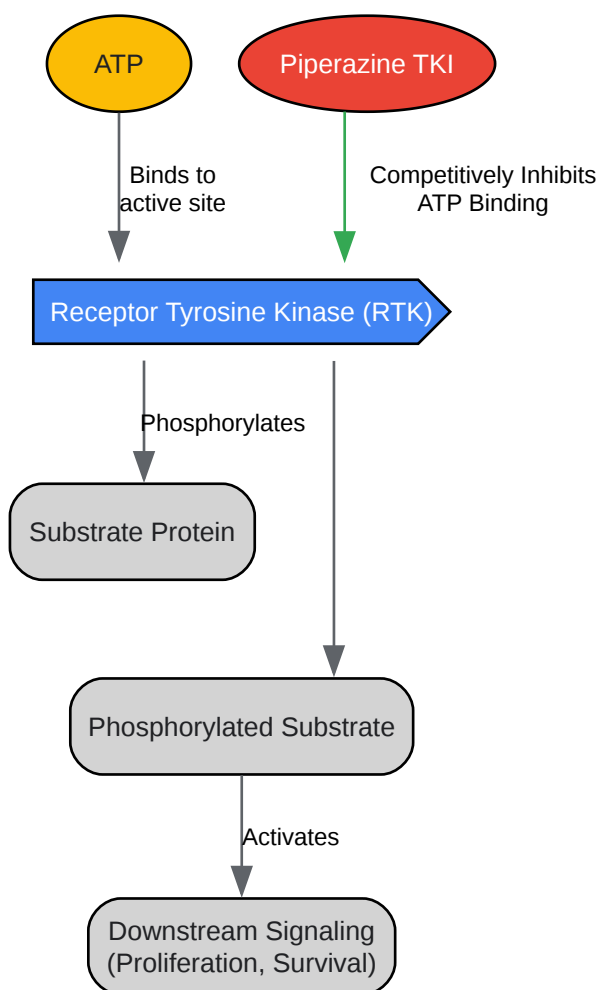 ATP
Piperazine TKI
Binds to
active site
Competitively Inhibits
ATP Binding
Receptor Tyrosine Kinase (RTK)
Phosphorylates
Substrate Protein
Phosphorylated Substrate
Activates
Downstream Signaling
(Proliferation, Survival)